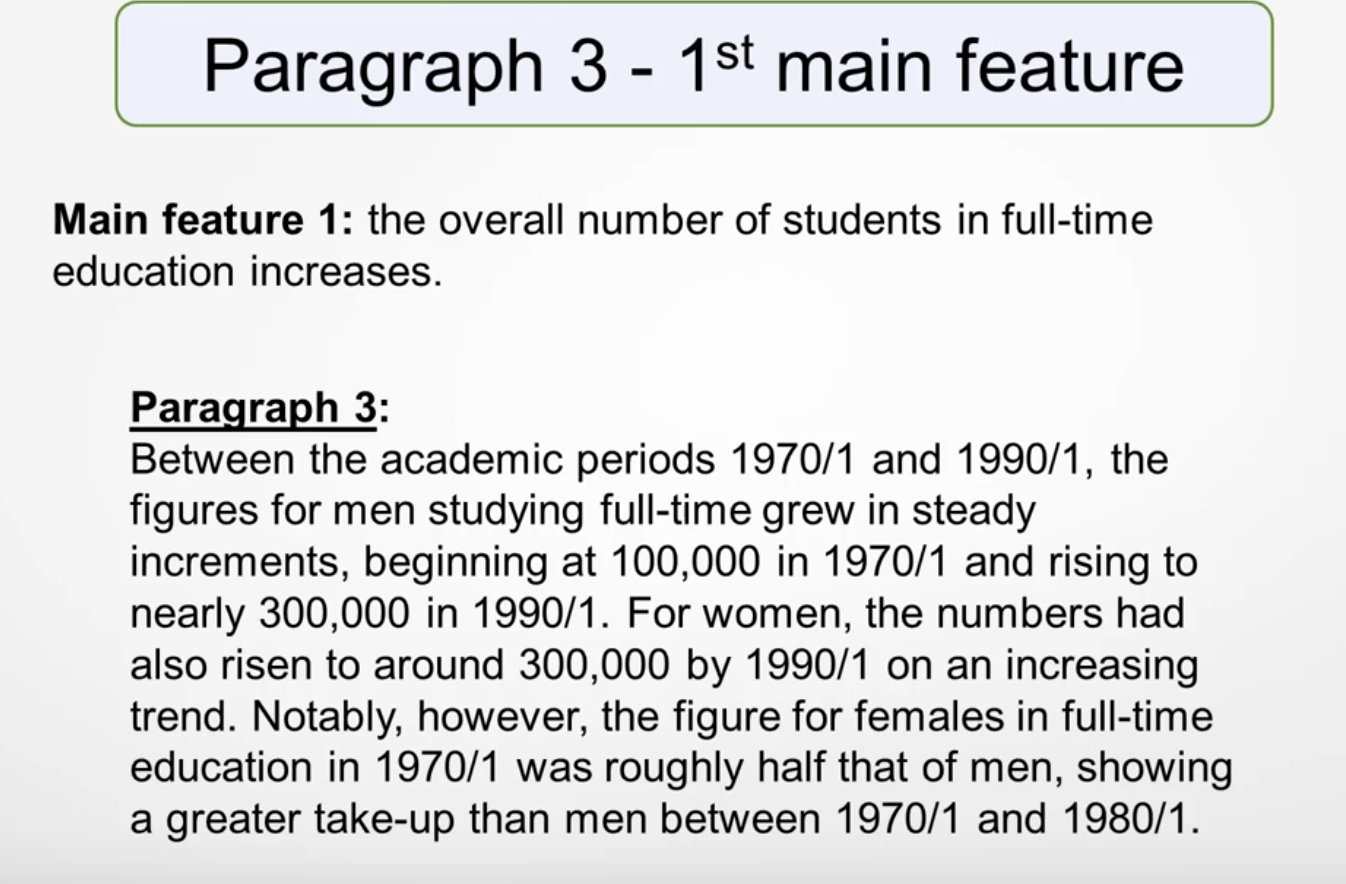 Paragraph 3 - 1st main feature
Main feature 1: the overall number of students in full-time
education increases.
Paragraph 3:
Between the academic periods 1970/1 and 1990/1, the
figures for men studying full-time grew in steady
increments, beginning at 100,000 in 1970/1 and rising to
nearly 300,000 in 1990/1. For women, the numbers had
also risen to around 300,000 by 1990/1 on an increasing
trend. Notably, however, the figure for females in full-time
education in 1970/1 was roughly half that of men, showing
a greater take-up than men between 1970/1 and 1980/1.